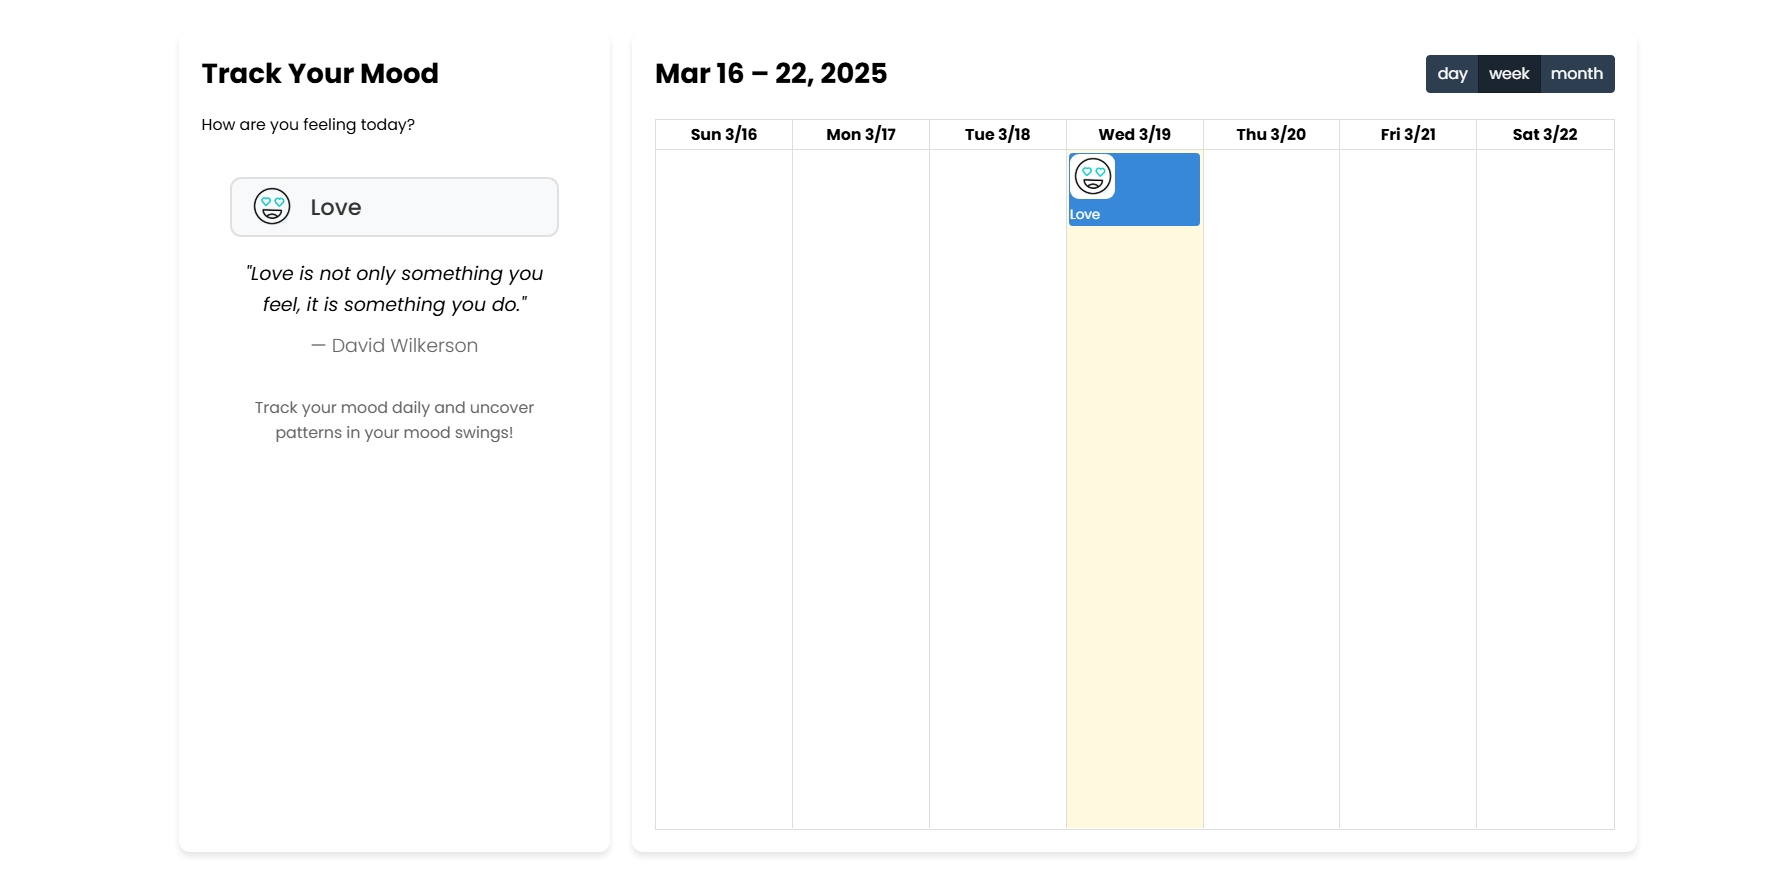 Track Your Mood
How are you feeling today?
Love
"Love is not only something you
feel, it is something you do."
— David Wilkerson
Track your mood daily and uncover
patterns in your mood swings!
Mar 16 – 22, 2025
day week month
Sun 3/16 Mon 3/17 Tue 3/18 Wed 3/19 Thu 3/20 Fri 3/21 Sat 3/22
Love